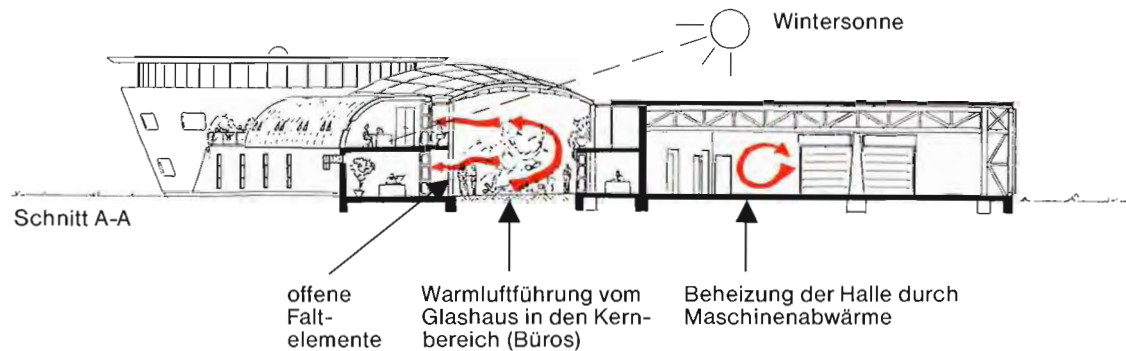 Wintersonne
Schnitt A-A
offene
Falt-
elemente
Warmluftführung vom
Glashaus in den Kern-
bereich (Büros)
Beheizung der Halle durch
Maschinenabwärme